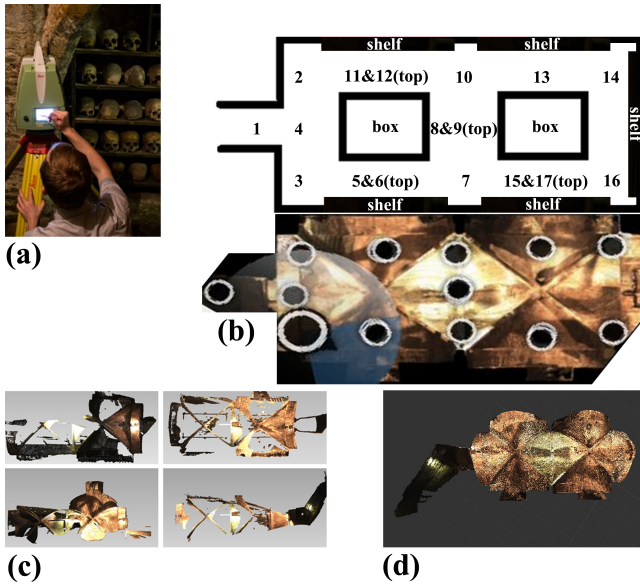 (a)
shelf
shelf
2
11&12(top)
10
13
14
1
4
box
8&9(top)
box
shelf
3
5&6(top)
7
15&17(top)
16
shelf
shelf
(b)
(c)
(d)